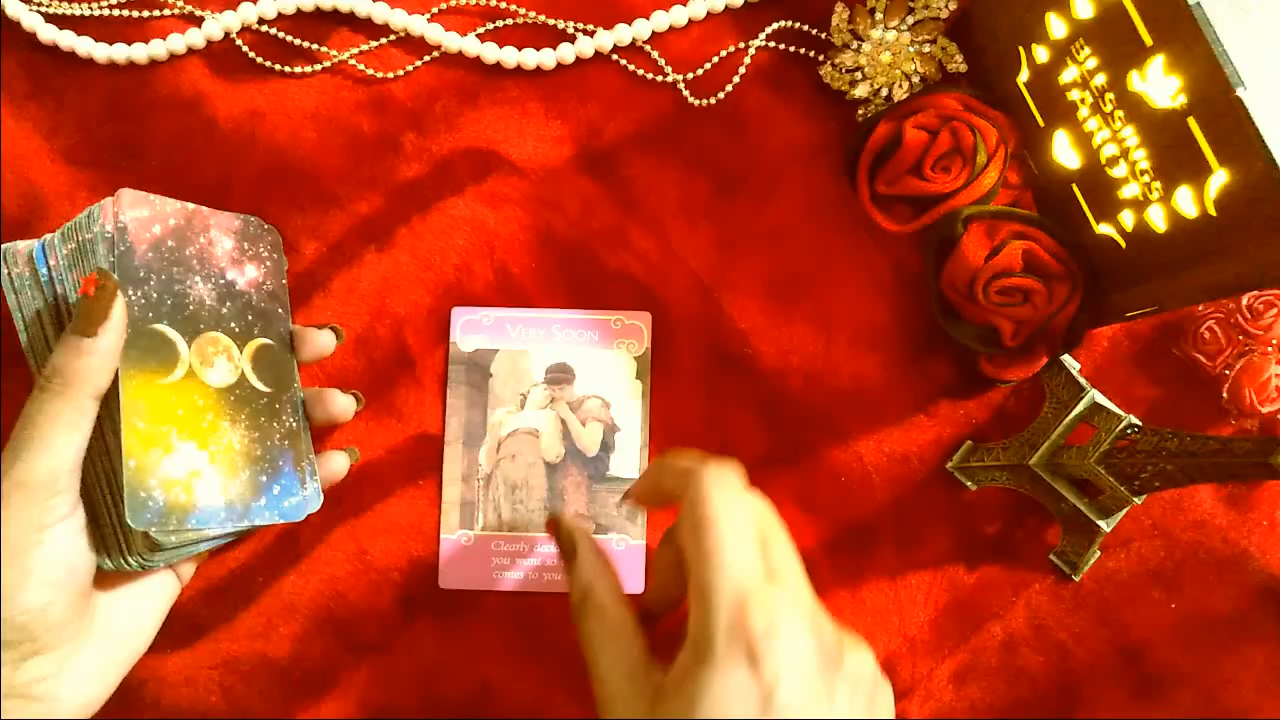 BLESSINGS
TAROT
VERY SOON
Clearly
you want so
comes to you